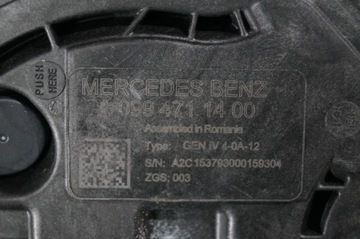 PUSH
HERE
MERCEDES BENZ
A 099 471 14 00
Assembled in Romania
Type: GEN IV 4-0A-12
S/N: A2C153793000159304
ZGS: 003